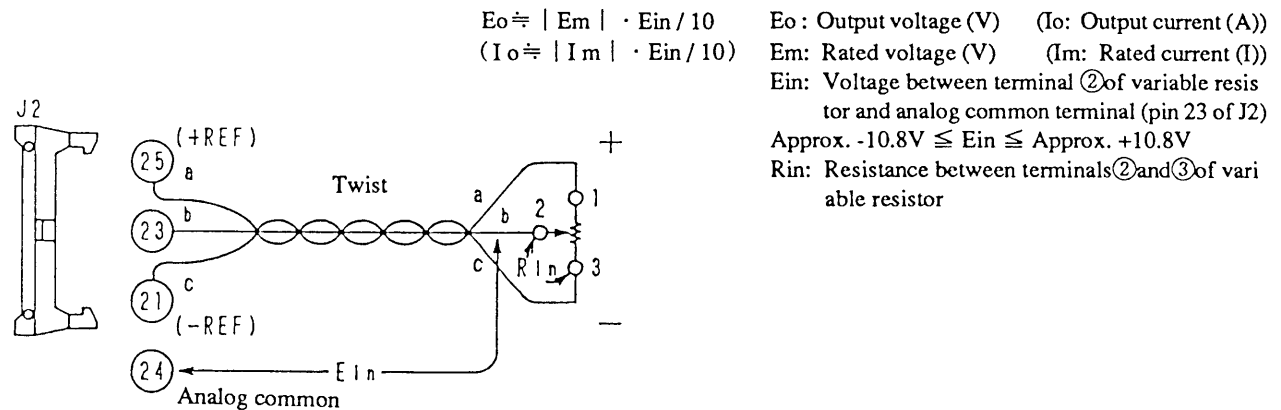 Eo≒ | Em | · Ein / 10
(Io≒ | Im | · Ein / 10)
Eo : Output voltage (V) (Io: Output current (A))
Em: Rated voltage (V) (Im: Rated current (I))
Ein: Voltage between terminal ②of variable resis
tor and analog common terminal (pin 23 of J2)
Approx. -10.8V ≦ Ein ≦ Approx. +10.8V
Rin: Resistance between terminals②and③of vari
able resistor
J2
25
(+REF)
a
23
b
21
c
(-REF)
24
Analog common
Twist
Ein
a
b
c
2
1
3
Rin
+
−